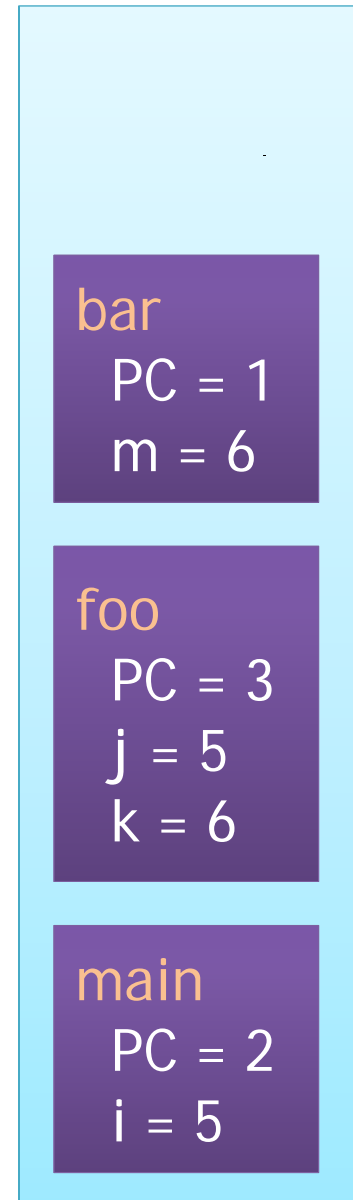 bar
PC = 1
m = 6
foo
PC = 3
j = 5
k = 6
main
PC = 2
i = 5